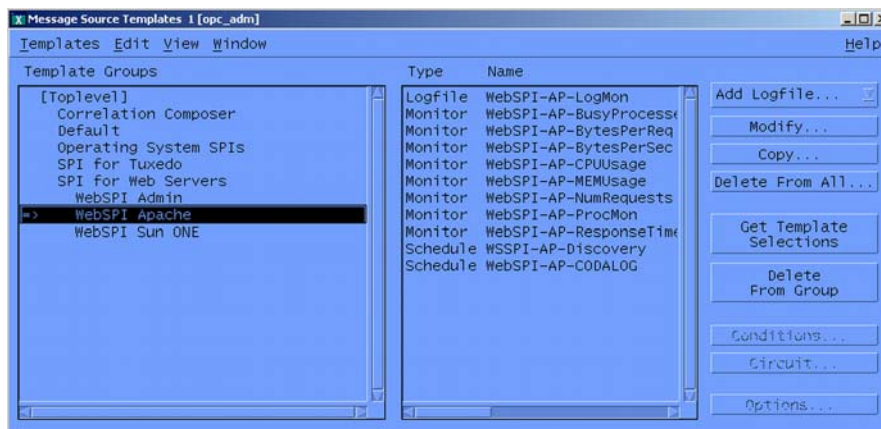 Message Source Templates 1 [opc_adm]
Templates Edit View Window Help
Template Groups
[Toplevel]
Correlation Composer
Default
Operating System SPIs
SPI for Tuxedo
SPI for Web Servers
WebSPI Admin
=> WebSPI Apache
WebSPI Sun ONE
Type Name
Logfile WebSPI-AP-LogMon
Monitor WebSPI-AP-BusyProcesse
Monitor WebSPI-AP-BytesPerReq
Monitor WebSPI-AP-BytesPerSec
Monitor WebSPI-AP-CPUUsage
Monitor WebSPI-AP-MEMUsage
Monitor WebSPI-AP-NumRequests
Monitor WebSPI-AP-ProcMon
Monitor WebSPI-AP-ResponseTime
Schedule WSSPI-AP-Discovery
Schedule WebSPI-AP-CODALOG
Add Logfile...
Modify...
Copy...
Delete From All...
Get Template
Selections
Delete
From Group
Conditions...
Circuit...
Options...